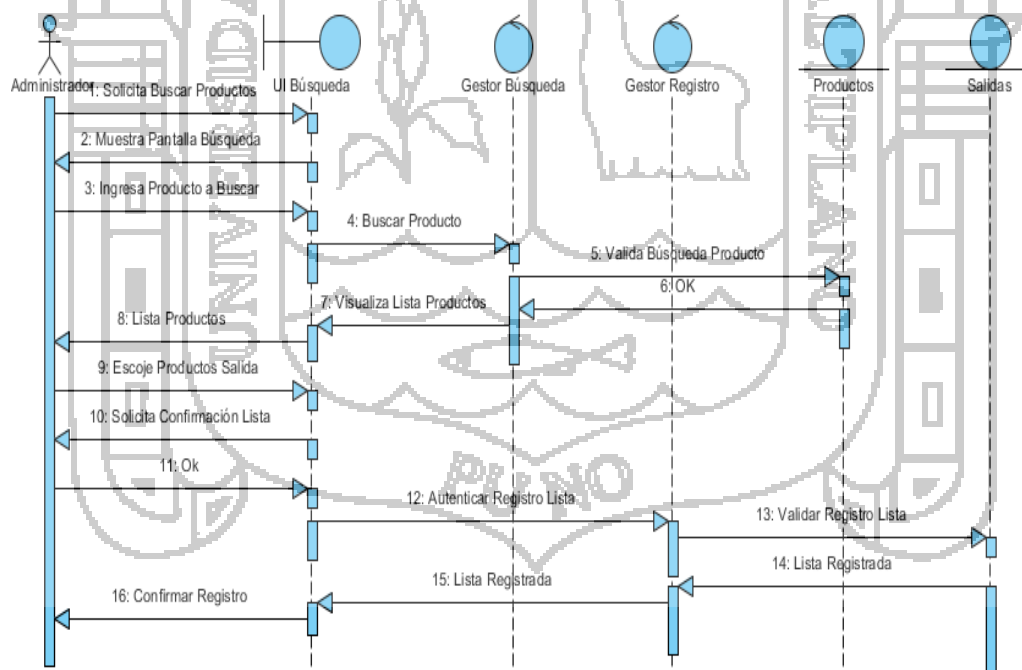 Administrador
UI Búsqueda
Gestor Búsqueda
Gestor Registro
Productos
Salidas
1: Solicita Buscar Productos
2: Muestra Pantalla Búsqueda
3: Ingresa Producto a Buscar
4: Buscar Producto
5: Valida Búsqueda Producto
6: OK
7: Visualiza Lista Productos
8: Lista Productos
9: Escoje Productos Salida
10: Solicita Confirmación Lista
11: Ok
12: Autenticar Registro Lista
13: Validar Registro Lista
14: Lista Registrada
15: Lista Registrada
16: Confirmar Registro
PUNO